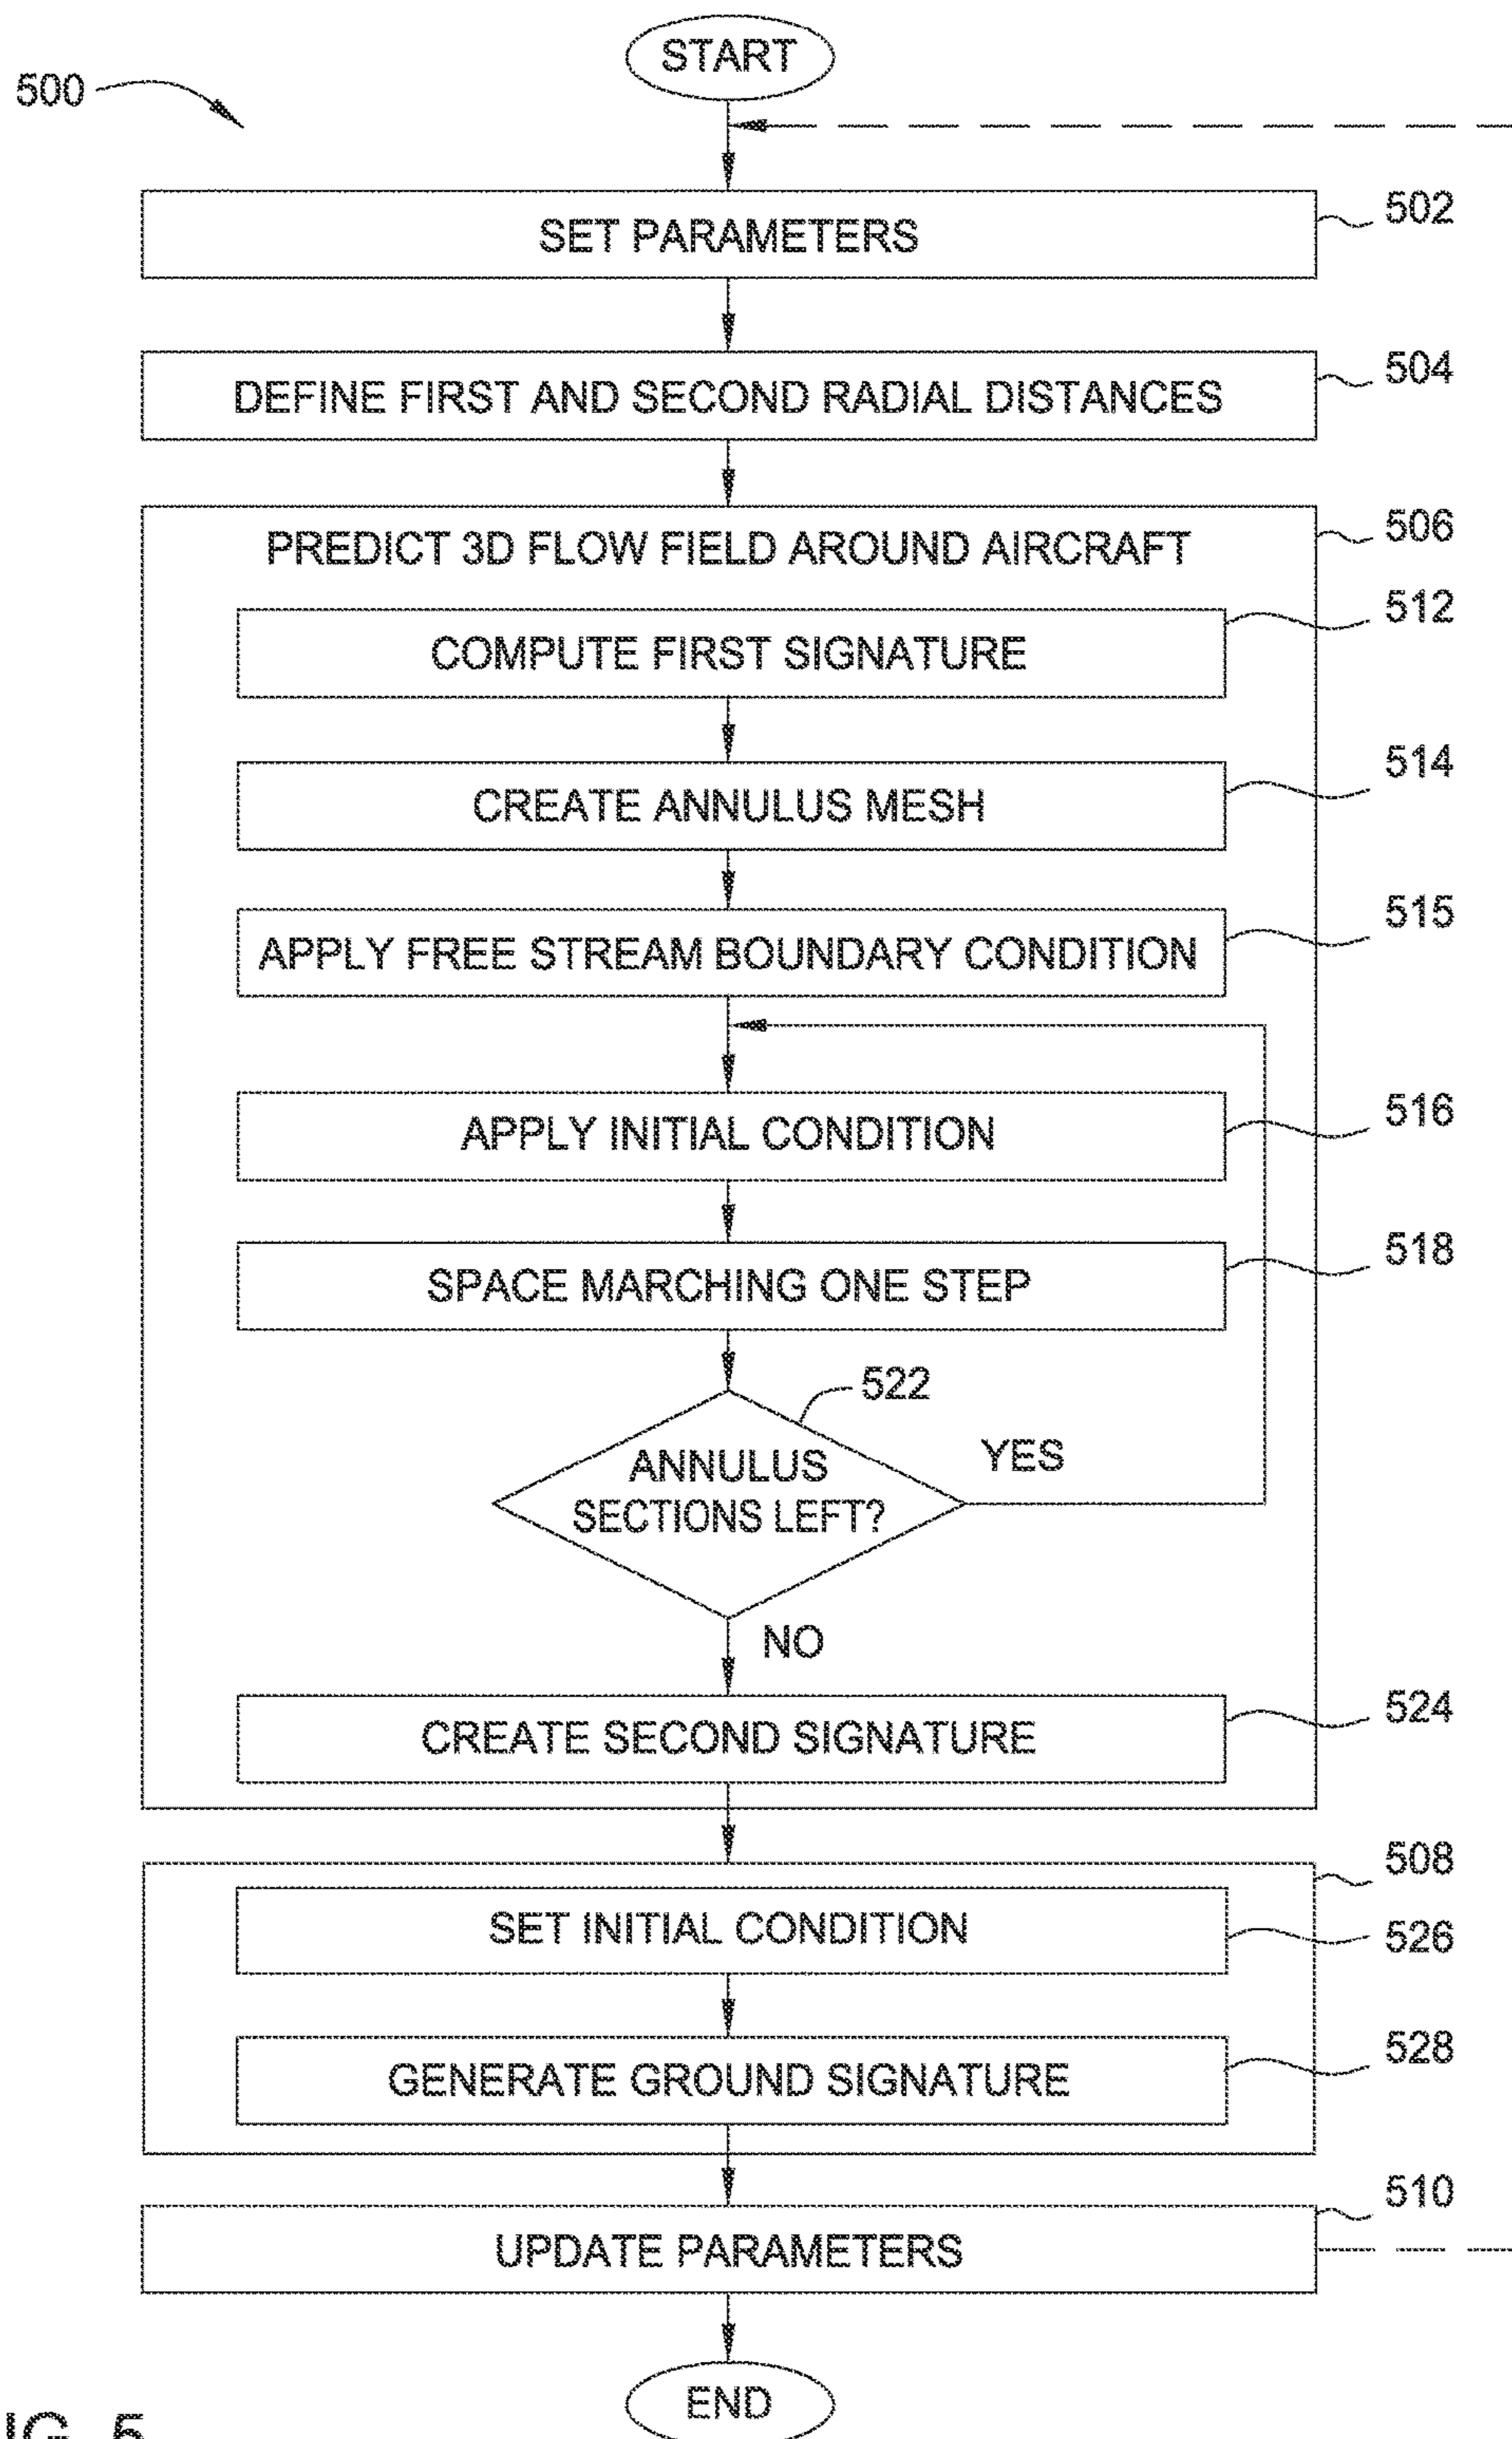 START
500
SET PARAMETERS
502
DEFINE FIRST AND SECOND RADIAL DISTANCES
504
PREDICT 3D FLOW FIELD AROUND AIRCRAFT
506
COMPUTE FIRST SIGNATURE
512
CREATE ANNULUS MESH
514
APPLY FREE STREAM BOUNDARY CONDITION
515
APPLY INITIAL CONDITION
516
SPACE MARCHING ONE STEP
518
522
ANNULUS
SECTIONS LEFT?
YES
NO
CREATE SECOND SIGNATURE
524
508
SET INITIAL CONDITION
526
GENERATE GROUND SIGNATURE
528
UPDATE PARAMETERS
510
END
IG. 5